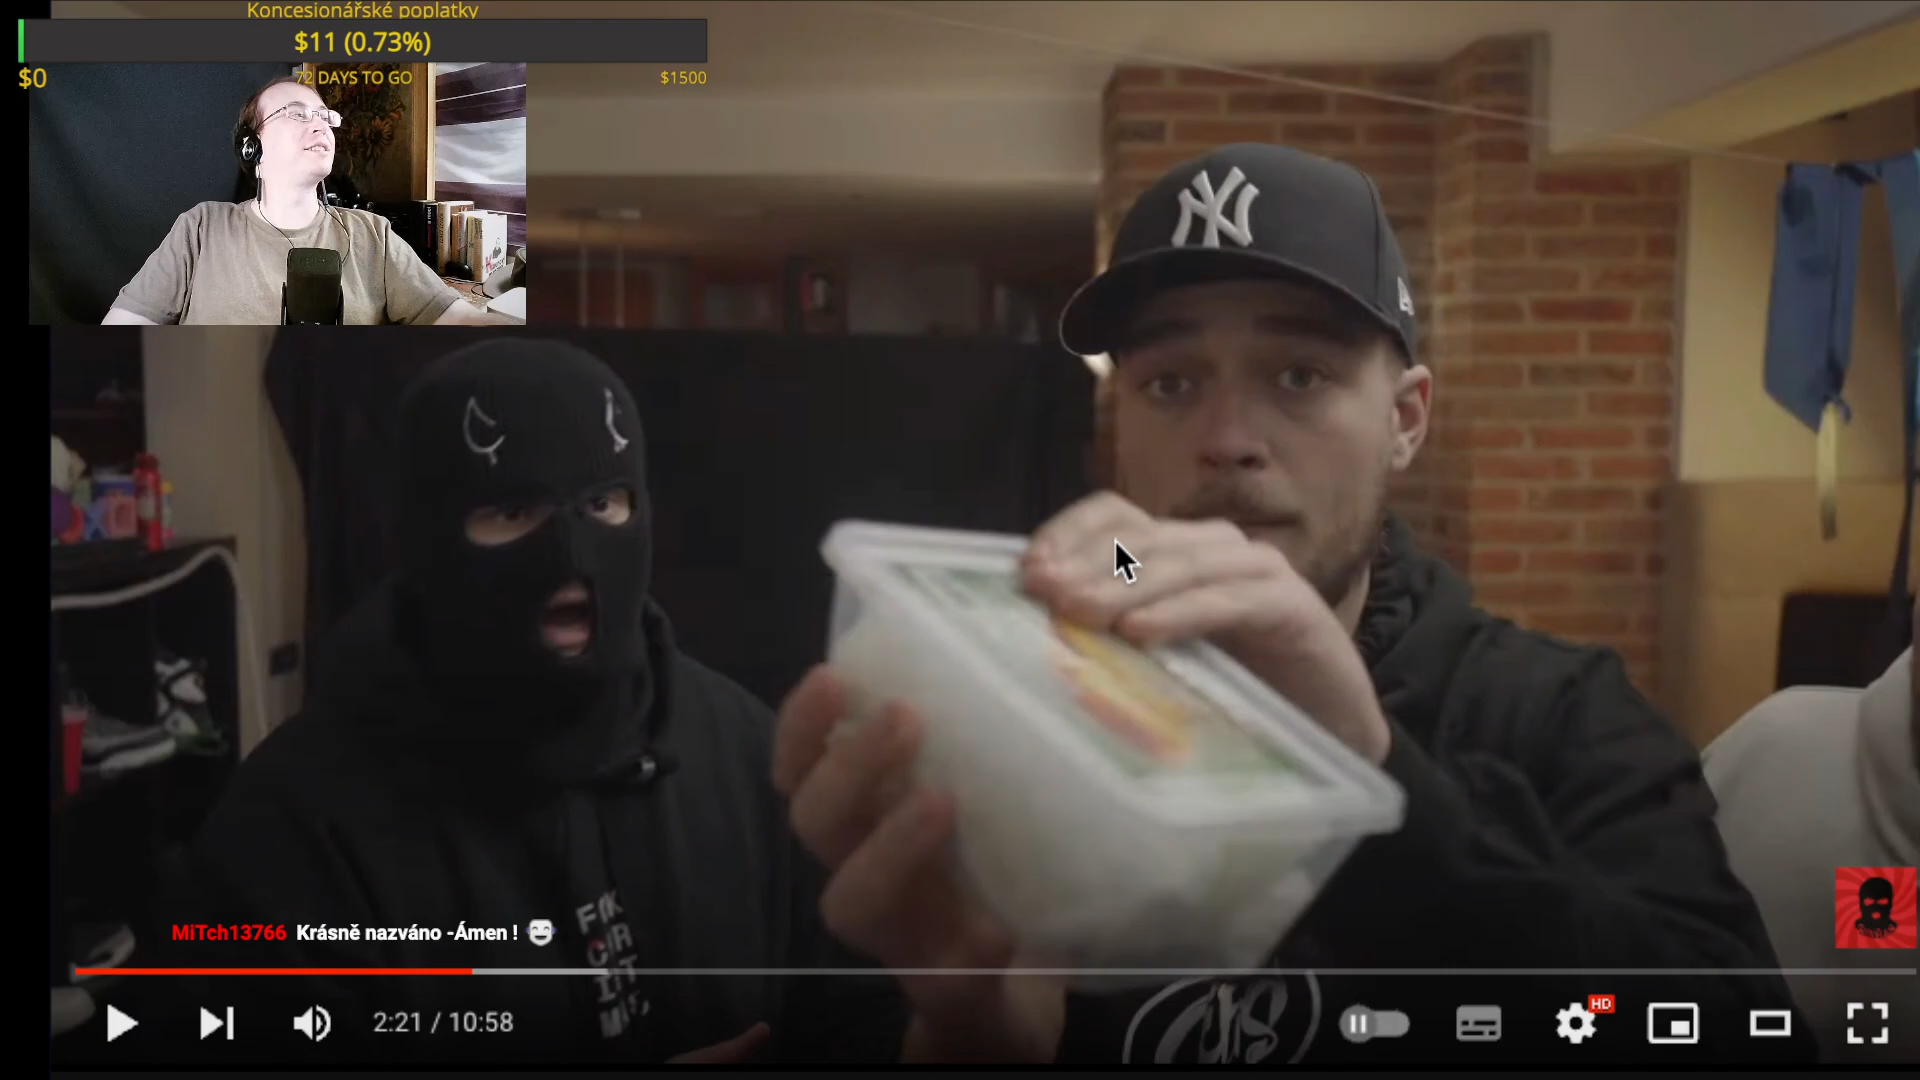 Koncesionářské poplatky
$11 (0.73%)
$0
72 DAYS TO GO
$1500
NY
MiTch13766 Krásně nazváno -Ámen !
2:21 / 10:58
HD